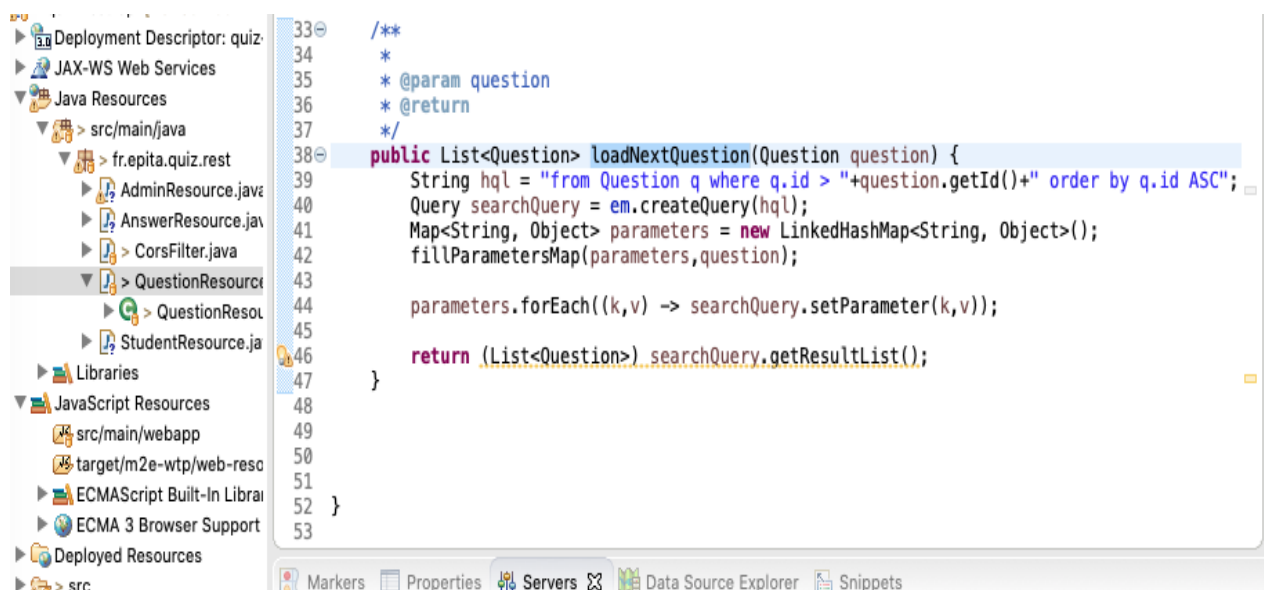 Deployment Descriptor: quiz-
JAX-WS Web Services
Java Resources
> src/main/java
> fr.epita.quiz.rest
AdminResource.java
AnswerResource.jav
> CorsFilter.java
> QuestionResource
> QuestionResou
StudentResource.ja
Libraries
JavaScript Resources
src/main/webapp
target/m2e-wtp/web-reso
ECMAScript Built-In Librar
ECMA 3 Browser Support
Deployed Resources
> src
33 /**
34 *
35 * @param question
36 * @return
37 */
38 public List<Question> loadNextQuestion(Question question) {
39 String hql = "from Question q where q.id > "+question.getId()+" order by q.id ASC";
40 Query searchQuery = em.createQuery(hql);
41 Map<String, Object> parameters = new LinkedHashMap<String, Object>();
42 fillParametersMap(parameters,question);
43
44 parameters.forEach((k,v) -> searchQuery.setParameter(k,v));
45
46 return (List<Question>) searchQuery.getResultList();
47 }
48
49
50
51
52 }
53
Markers Properties Servers Data Source Explorer Snippets